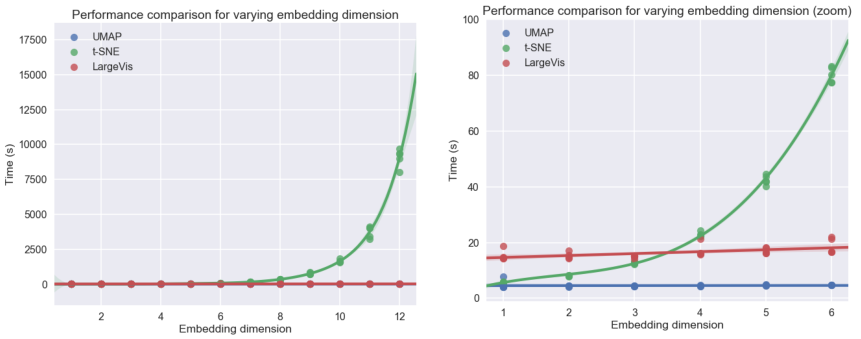 Performance comparison for varying embedding dimension
UMAP
t-SNE
LargeVis
17500
15000
12500
10000
7500
5000
2500
0
Time (s)
2 4 6 8 10 12
Embedding dimension
Performance comparison for varying embedding dimension (zoom)
UMAP
t-SNE
LargeVis
100
80
60
40
20
0
Time (s)
1 2 3 4 5 6
Embedding dimension